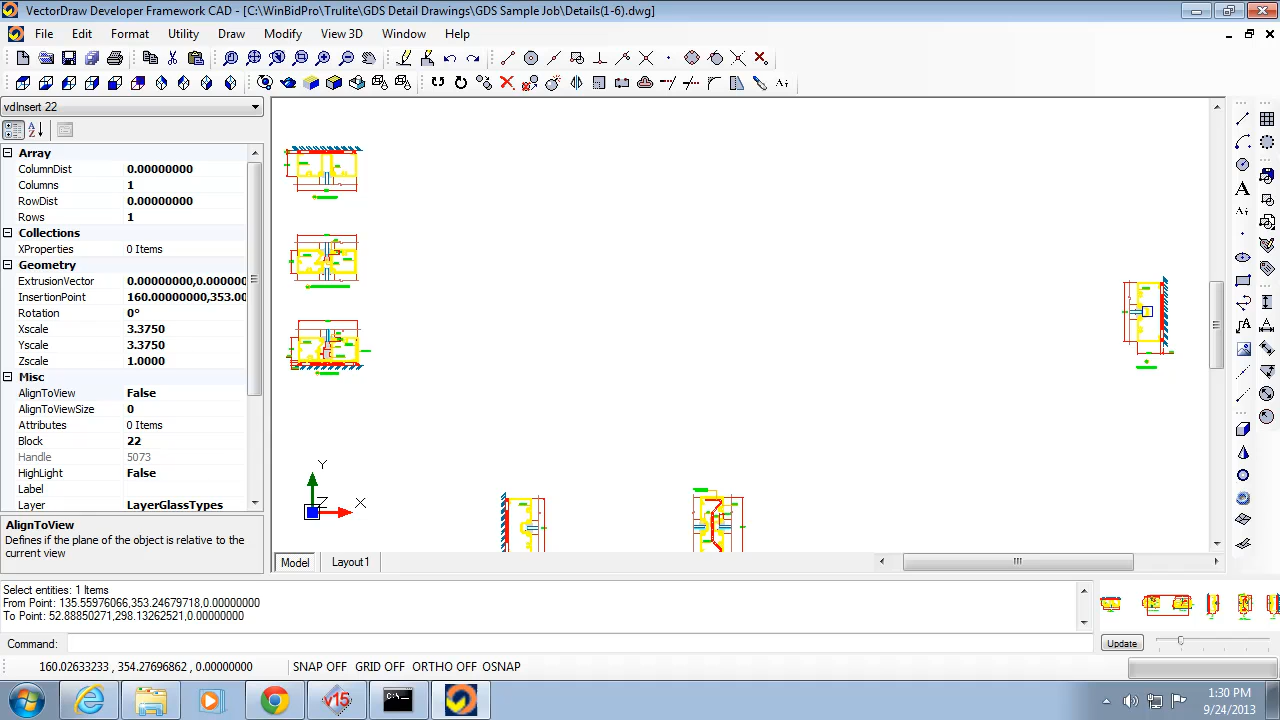 VectorDraw Developer Framework CAD - [C:\WinBidPro\Trulite\GDS Detail Drawings\GDS Sample Job\Details(1-6).dwg]
File Edit Format Utility Draw Modify View 3D Window Help
vdInsert 22
Array
ColumnDist 0.00000000
Columns 1
RowDist 0.00000000
Rows 1
Collections
XProperties 0 Items
Geometry
ExtrusionVector 0.00000000,0.00000
InsertionPoint 160.00000000,353.00
Rotation 0°
Xscale 3.3750
Yscale 3.3750
Zscale 1.0000
Misc
AlignToView False
AlignToViewSize 0
Attributes 0 Items
Block 22
Handle 5073
HighLight False
Label
Layer LayerGlassTypes
AlignToView
Defines if the plane of the object is relative to the
current view
Y
Z
X
Model Layout1
Select entities: 1 Items
From Point: 135.55976066,353.24679718,0.00000000
To Point: 52.88850271,298.13262521,0.00000000
Update
Command:
160.02633233 , 354.27696862 , 0.00000000 SNAP OFF GRID OFF ORTHO OFF OSNAP
v15
C:\_
1:30 PM
9/24/2013